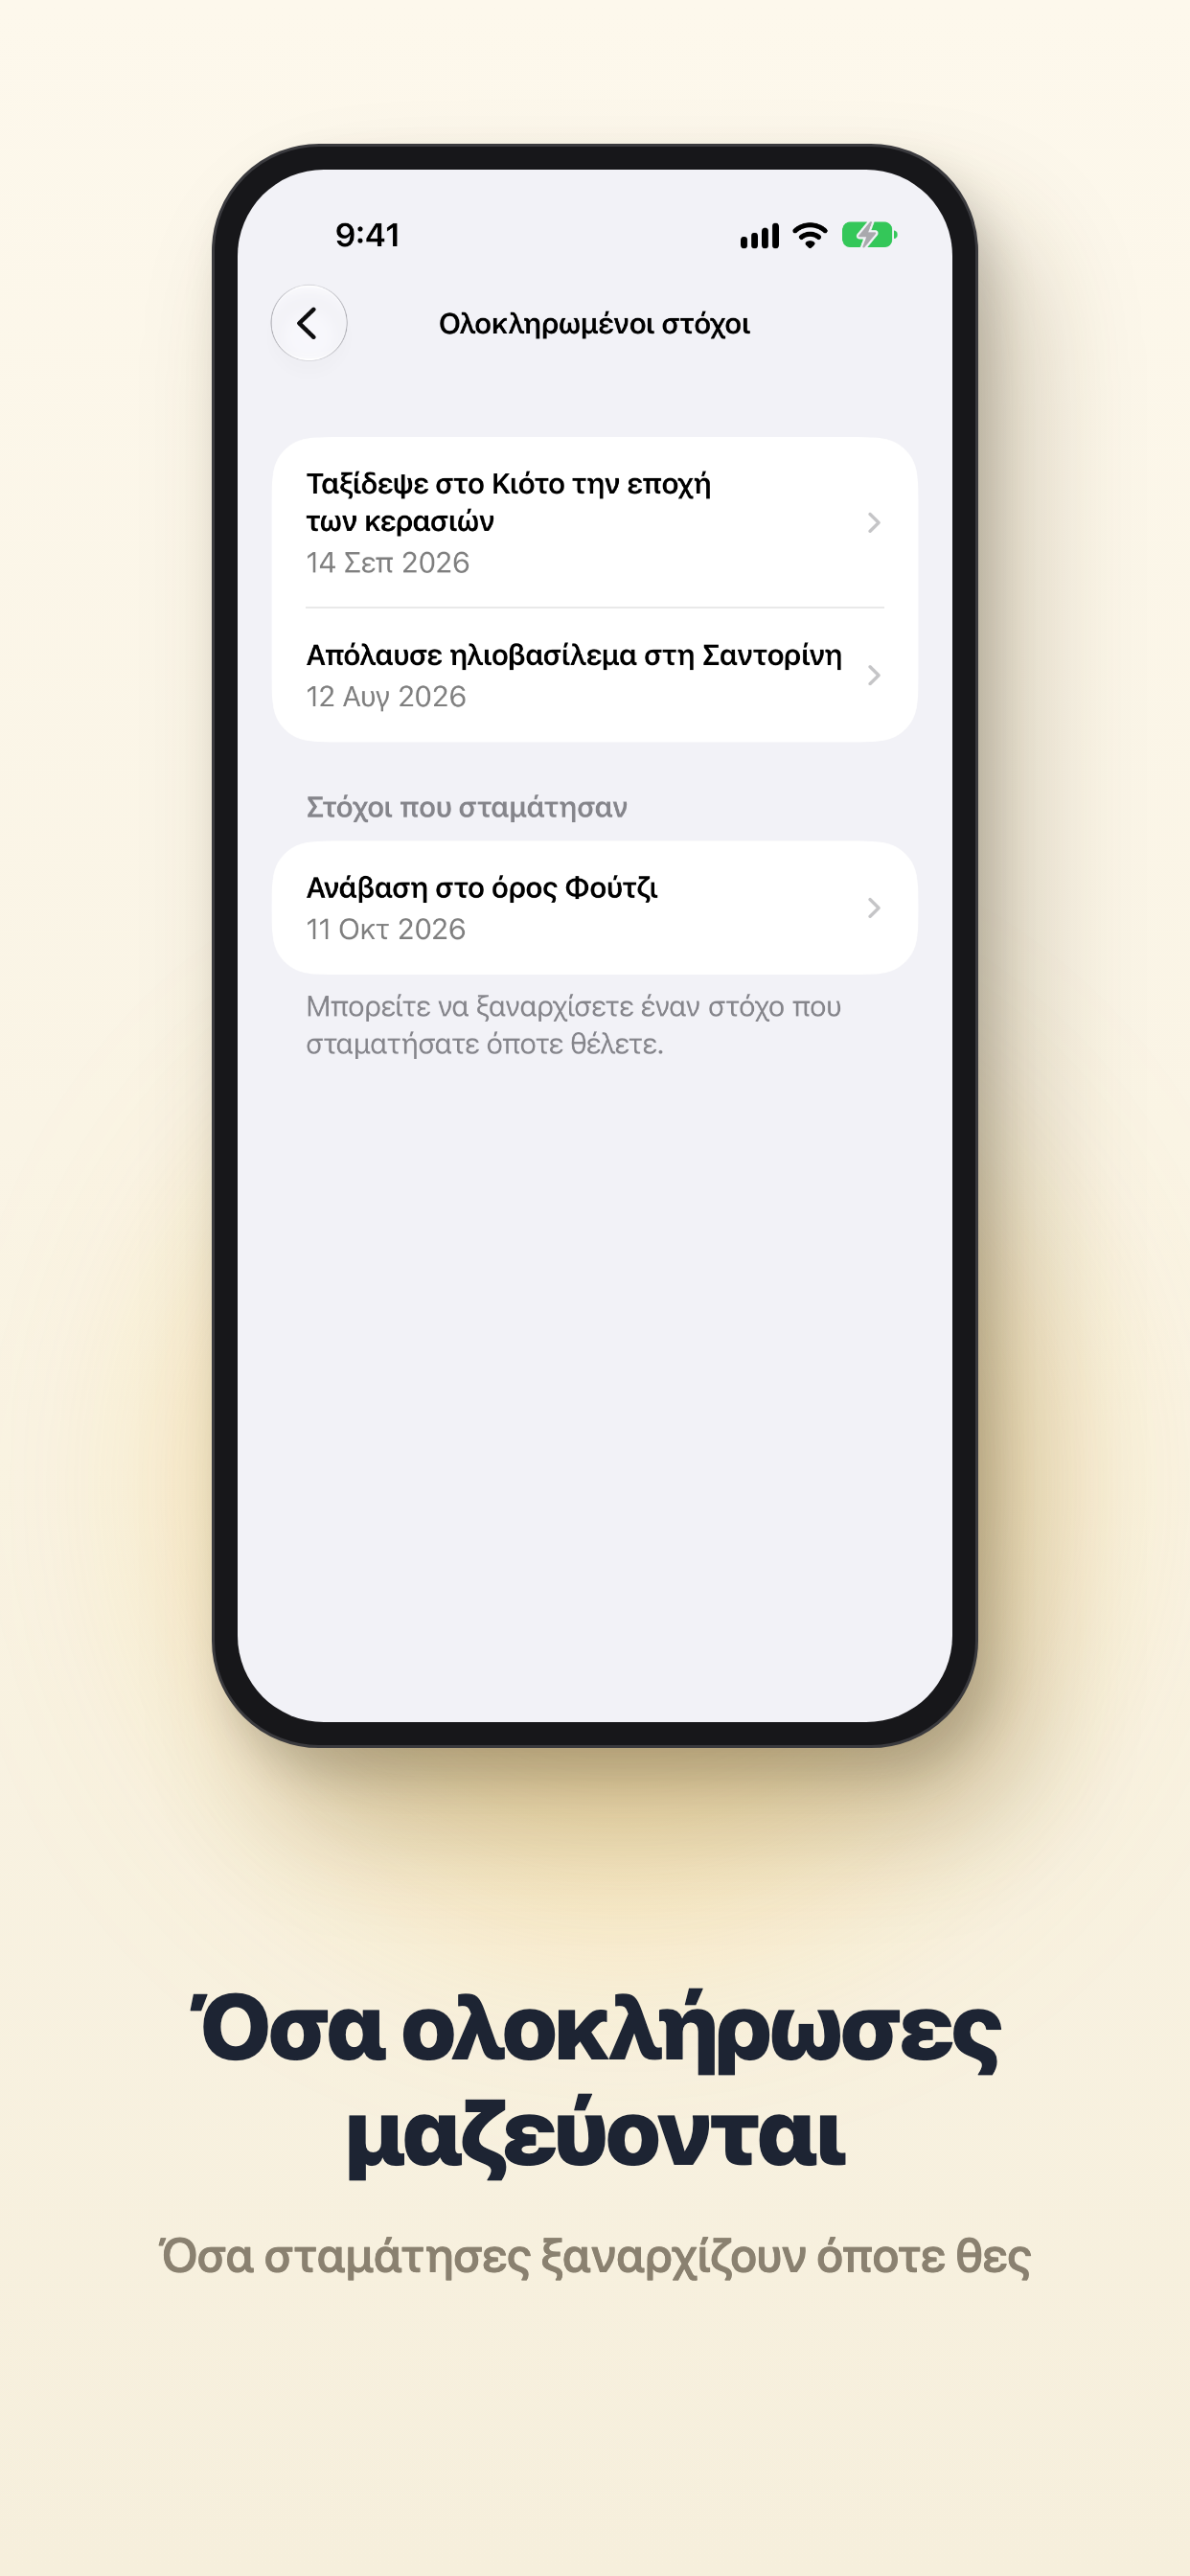 9:41
Ολοκληρωμένοι στόχοι
Ταξίδεψε στο Κιότο την εποχή
των κερασιών
14 Σεπ 2026
Απόλαυσε ηλιοβασίλεμα στη Σαντορίνη
12 Αυγ 2026
Στόχοι που σταμάτησαν
Ανάβαση στο όρος Φούτζι
11 Οκτ 2026
Μπορείτε να ξαναρχίσετε έναν στόχο που
σταματήσατε όποτε θέλετε.
Όσα ολοκλήρωσες
μαζεύονται
Όσα σταμάτησες ξαναρχίζουν όποτε θες